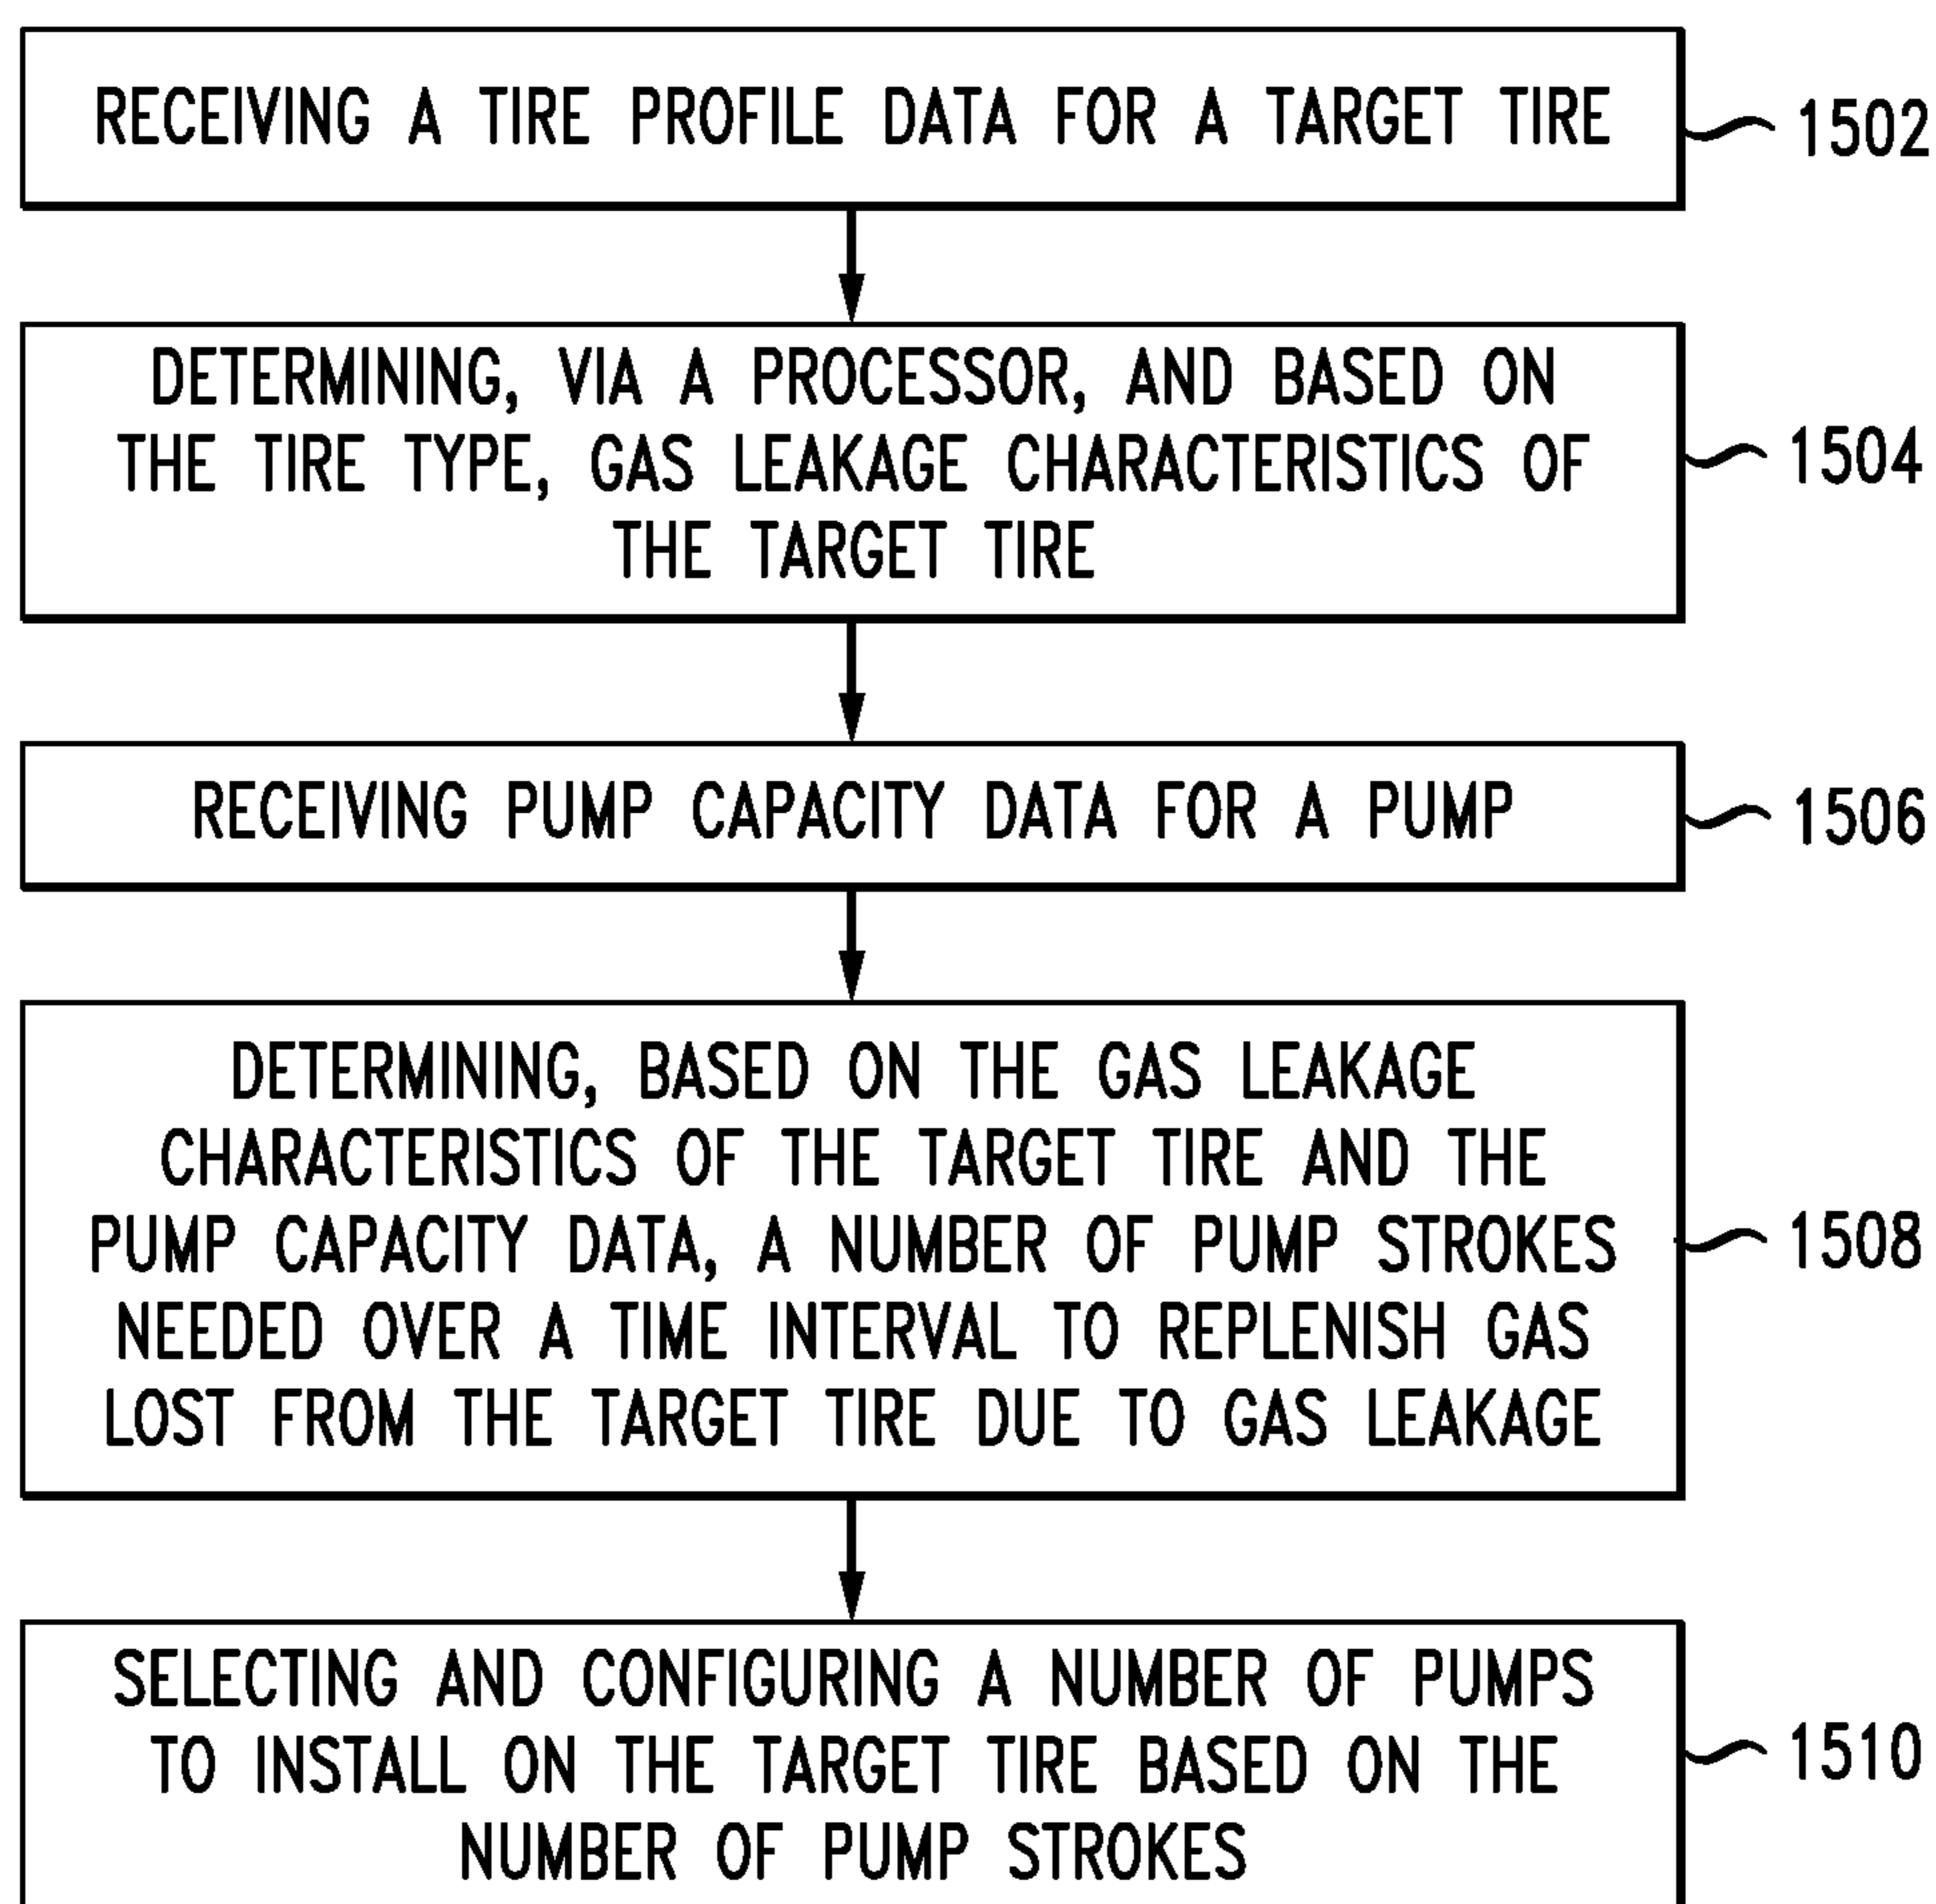 RECEIVING A TIRE PROFILE DATA FOR A TARGET TIRE
1502
DETERMINING, VIA A PROCESSOR, AND BASED ON
THE TIRE TYPE, GAS LEAKAGE CHARACTERISTICS OF
THE TARGET TIRE
1504
RECEIVING PUMP CAPACITY DATA FOR A PUMP
1506
DETERMINING, BASED ON THE GAS LEAKAGE
CHARACTERISTICS OF THE TARGET TIRE AND THE
PUMP CAPACITY DATA, A NUMBER OF PUMP STROKES
NEEDED OVER A TIME INTERVAL TO REPLENISH GAS
LOST FROM THE TARGET TIRE DUE TO GAS LEAKAGE
1508
SELECTING AND CONFIGURING A NUMBER OF PUMPS
TO INSTALL ON THE TARGET TIRE BASED ON THE
NUMBER OF PUMP STROKES
1510